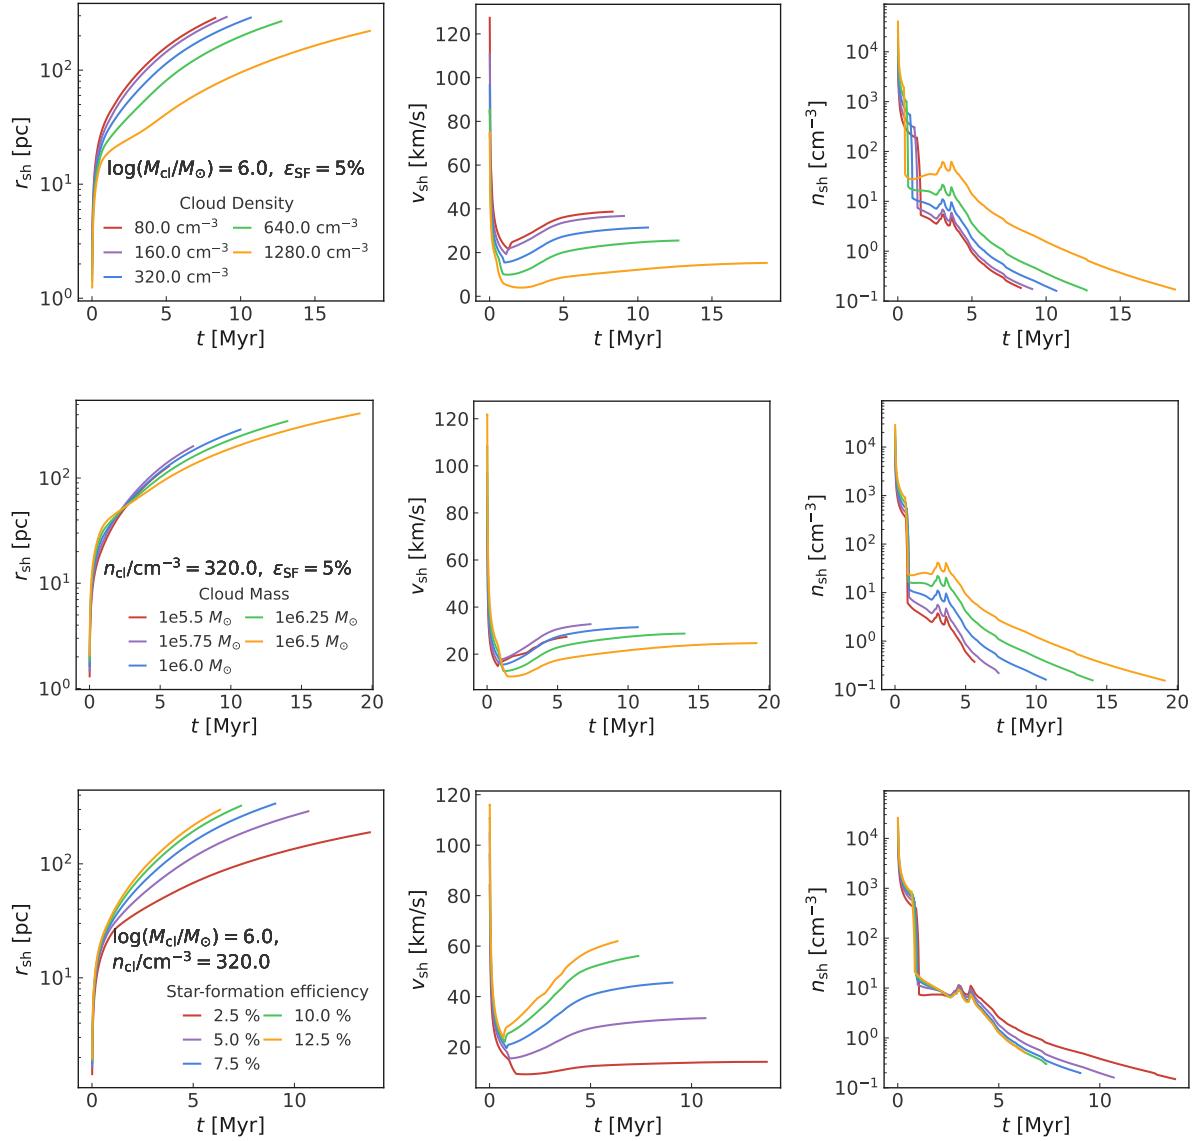 10²
10¹
10⁰
r_sh [pc]
log(M_cl/M_⊙) = 6.0, ε_SF = 5%
Cloud Density
80.0 cm⁻³
640.0 cm⁻³
160.0 cm⁻³
1280.0 cm⁻³
320.0 cm⁻³
0 5 10 15
t [Myr]
120
100
80
60
40
20
0
v_sh [km/s]
0 5 10 15
t [Myr]
10⁴
10³
10²
10¹
10⁰
10⁻¹
n_sh [cm⁻³]
0 5 10 15
t [Myr]
10²
10¹
10⁰
r_sh [pc]
n_cl/cm⁻³ = 320.0, ε_SF = 5%
Cloud Mass
1e5.5 M_⊙
1e6.25 M_⊙
1e5.75 M_⊙
1e6.5 M_⊙
1e6.0 M_⊙
0 5 10 15 20
t [Myr]
120
100
80
60
40
20
v_sh [km/s]
0 5 10 15 20
t [Myr]
10⁴
10³
10²
10¹
10⁰
10⁻¹
n_sh [cm⁻³]
0 5 10 15 20
t [Myr]
10²
10¹
r_sh [pc]
log(M_cl/M_⊙) = 6.0,
n_cl/cm⁻³ = 320.0
Star-formation efficiency
2.5 %
10.0 %
5.0 %
12.5 %
7.5 %
0 5 10
t [Myr]
120
100
80
60
40
20
v_sh [km/s]
0 5 10
t [Myr]
10⁴
10³
10²
10¹
10⁰
10⁻¹
n_sh [cm⁻³]
0 5 10
t [Myr]